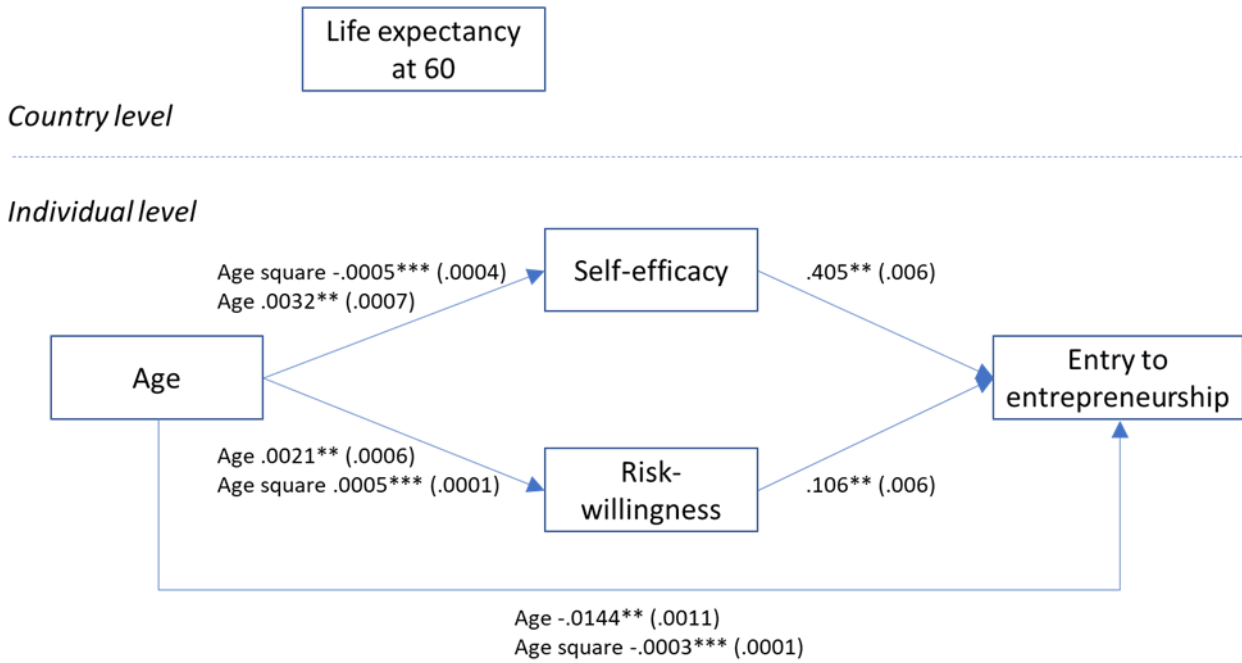 Life expectancy
at 60
Country level
Individual level
Age square -.0005*** (.0004)
Age .0032** (.0007)
Self-efficacy
.405** (.006)
Age
Entry to
entrepreneurship
Age .0021** (.0006)
Age square .0005*** (.0001)
Risk-
willingness
.106** (.006)
Age -.0144** (.0011)
Age square -.0003*** (.0001)